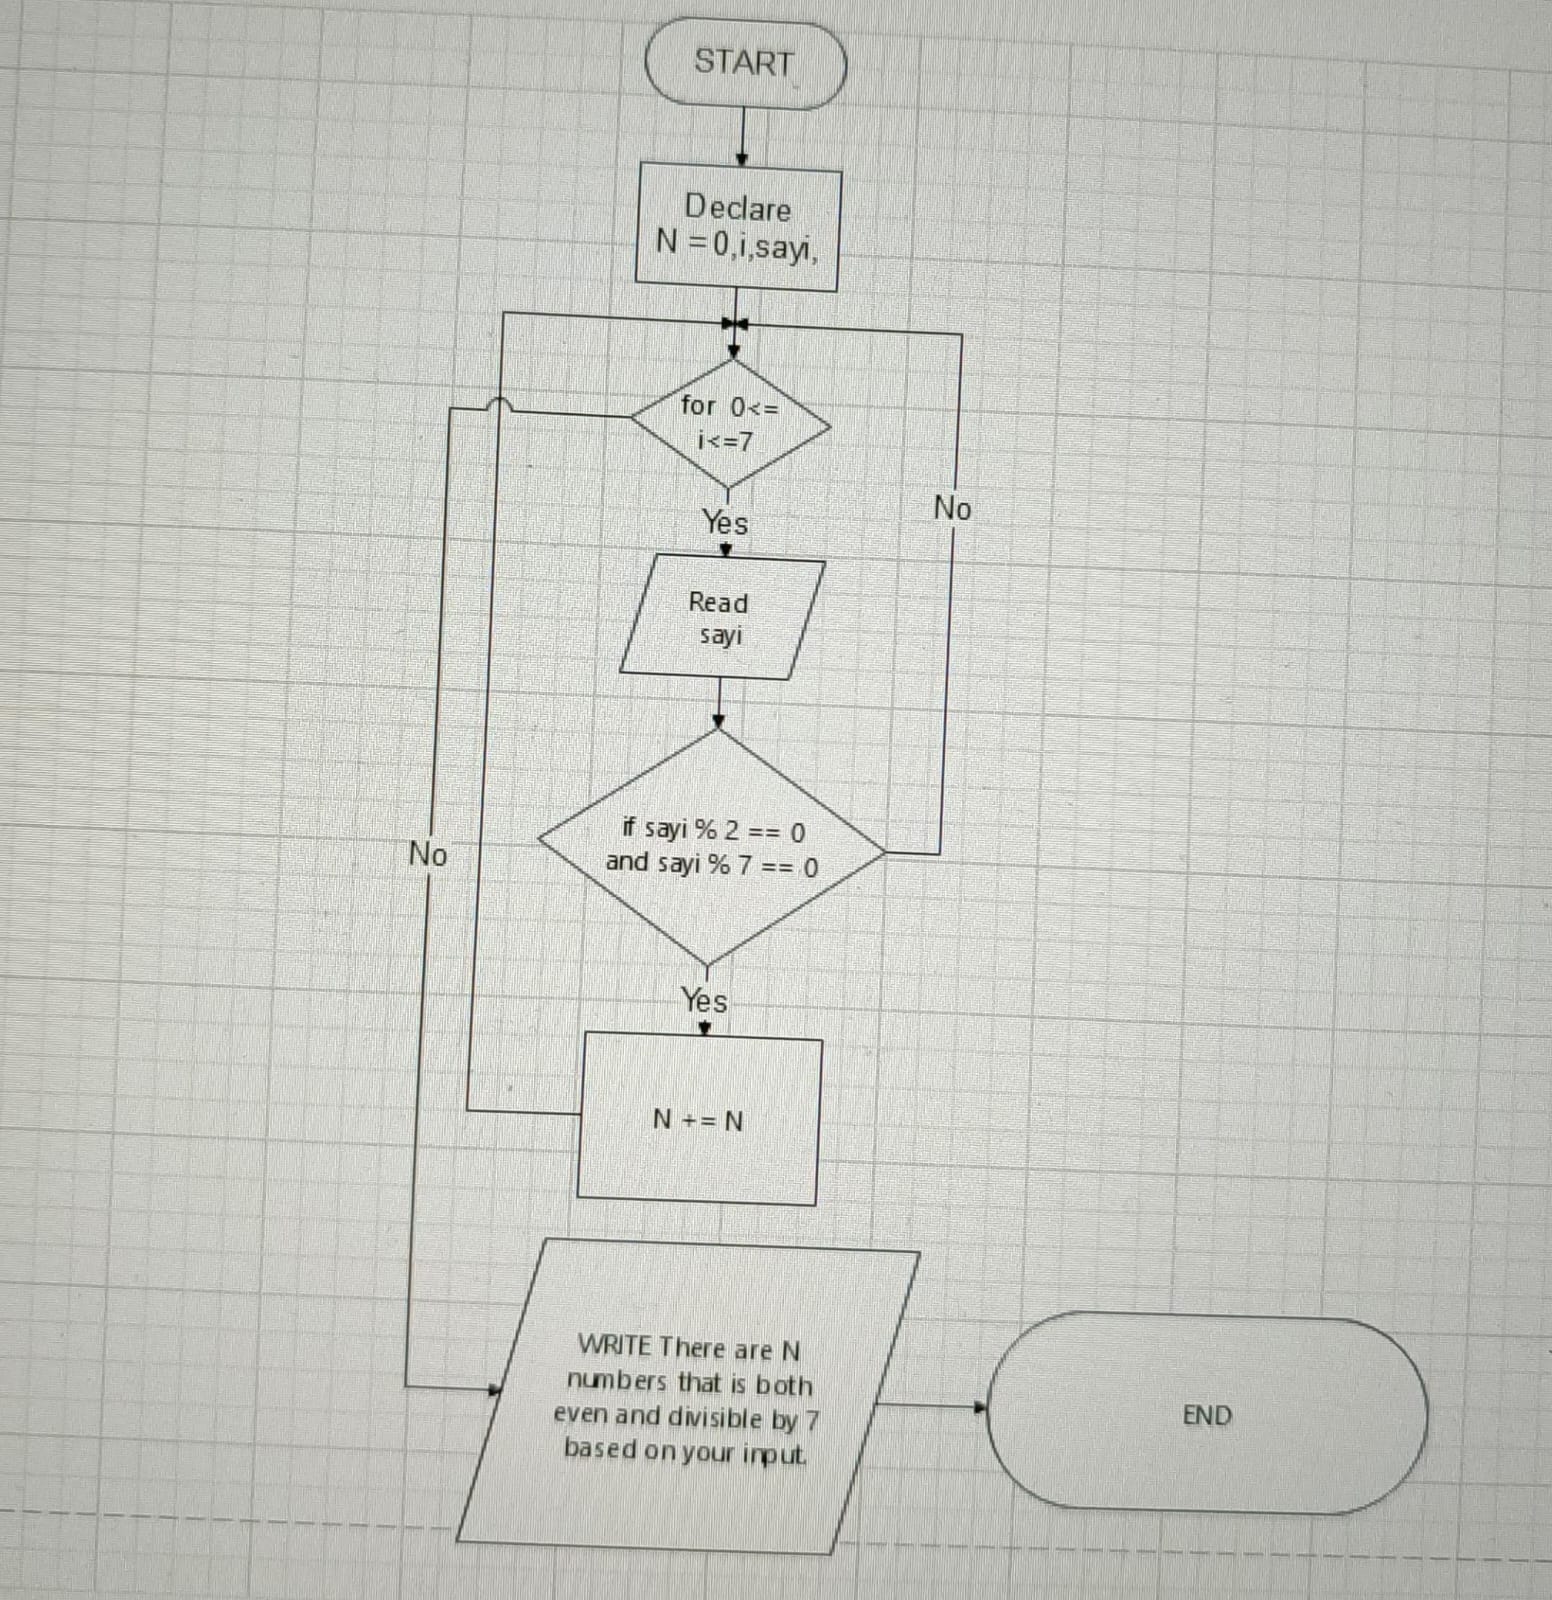 START
Declare
N =0,i,sayi,
for 0<=
i<=7
Yes
No
Read
sayi
if sayi % 2 == 0
and sayi % 7 == 0
No
Yes
N += N
WRITE There are N
numbers that is both
even and divisible by 7
based on your input.
END